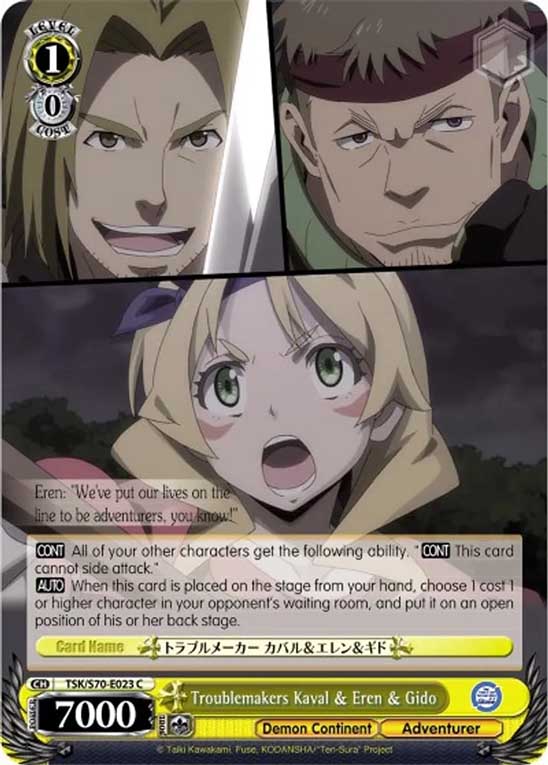 LEVEL
1
0
COST
Eren: "We've put our lives on the
line to be adventurers, you know!"
CONT All of your other characters get the following ability. "CONT This card
cannot side attack."
AUTO When this card is placed on the stage from your hand, choose 1 cost 1
or higher character in your opponent's waiting room, and put it on an open
position of his or her back stage.
Card Name トラブルメーカー カバル&エレン&ギド
CH TSK/S70-E023 C
Troublemakers Kaval & Eren & Gido
POWER 7000 SOUL Demon Continent Adventurer
© Taiki Kawakami, Fuse, KODANSHA/"Ten-Sura" Project